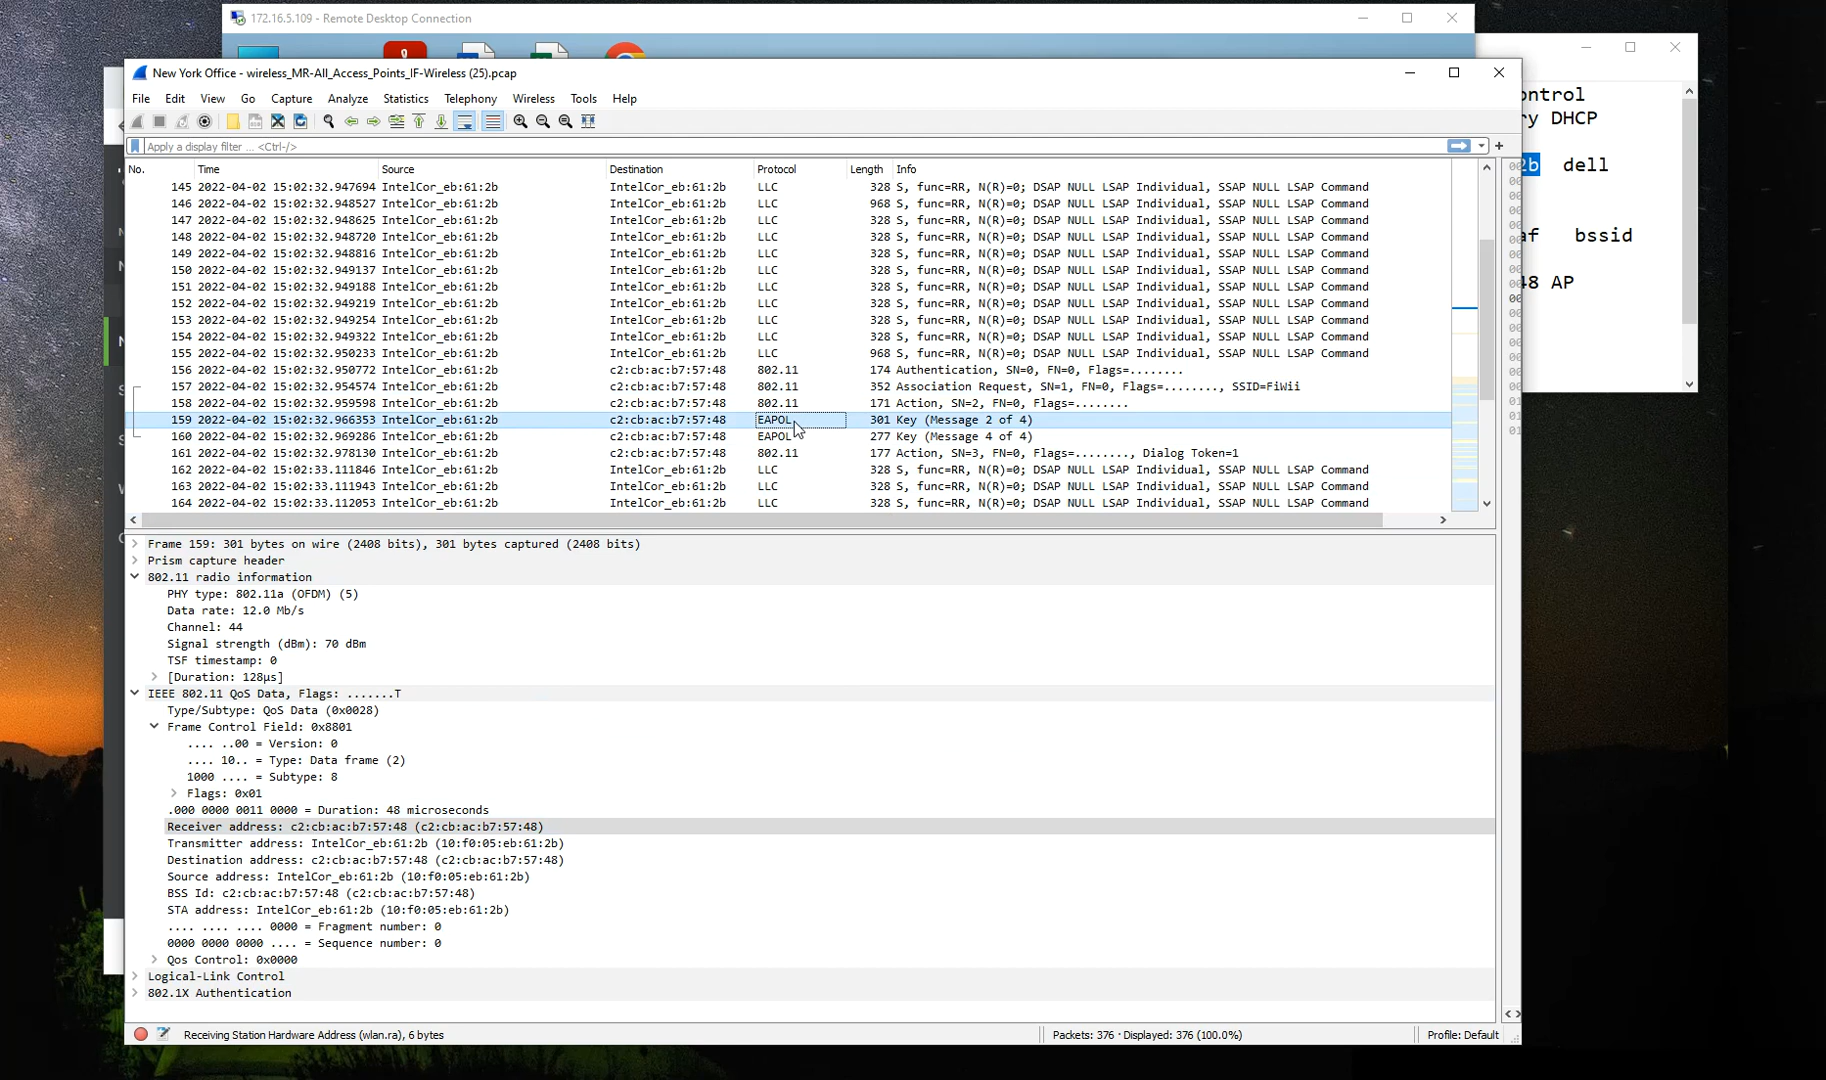 172.16.5.109 - Remote Desktop Connection
New York Office - wireless_MR-All_Access_Points_IF-Wireless (25).pcap
File Edit View Go Capture Analyze Statistics Telephony Wireless Tools Help
Apply a display filter ... <Ctrl-/>
No. Time Source Destination Protocol Length Info
145 2022-04-02 15:02:32.947694 IntelCor_eb:61:2b IntelCor_eb:61:2b LLC 328 S, func=RR, N(R)=0; DSAP NULL LSAP Individual, SSAP NULL LSAP Command
146 2022-04-02 15:02:32.948527 IntelCor_eb:61:2b IntelCor_eb:61:2b LLC 968 S, func=RR, N(R)=0; DSAP NULL LSAP Individual, SSAP NULL LSAP Command
147 2022-04-02 15:02:32.948625 IntelCor_eb:61:2b IntelCor_eb:61:2b LLC 328 S, func=RR, N(R)=0; DSAP NULL LSAP Individual, SSAP NULL LSAP Command
148 2022-04-02 15:02:32.948720 IntelCor_eb:61:2b IntelCor_eb:61:2b LLC 328 S, func=RR, N(R)=0; DSAP NULL LSAP Individual, SSAP NULL LSAP Command
149 2022-04-02 15:02:32.948816 IntelCor_eb:61:2b IntelCor_eb:61:2b LLC 328 S, func=RR, N(R)=0; DSAP NULL LSAP Individual, SSAP NULL LSAP Command
150 2022-04-02 15:02:32.949137 IntelCor_eb:61:2b IntelCor_eb:61:2b LLC 328 S, func=RR, N(R)=0; DSAP NULL LSAP Individual, SSAP NULL LSAP Command
151 2022-04-02 15:02:32.949188 IntelCor_eb:61:2b IntelCor_eb:61:2b LLC 328 S, func=RR, N(R)=0; DSAP NULL LSAP Individual, SSAP NULL LSAP Command
152 2022-04-02 15:02:32.949219 IntelCor_eb:61:2b IntelCor_eb:61:2b LLC 328 S, func=RR, N(R)=0; DSAP NULL LSAP Individual, SSAP NULL LSAP Command
153 2022-04-02 15:02:32.949254 IntelCor_eb:61:2b IntelCor_eb:61:2b LLC 328 S, func=RR, N(R)=0; DSAP NULL LSAP Individual, SSAP NULL LSAP Command
154 2022-04-02 15:02:32.949322 IntelCor_eb:61:2b IntelCor_eb:61:2b LLC 328 S, func=RR, N(R)=0; DSAP NULL LSAP Individual, SSAP NULL LSAP Command
155 2022-04-02 15:02:32.950233 IntelCor_eb:61:2b IntelCor_eb:61:2b LLC 968 S, func=RR, N(R)=0; DSAP NULL LSAP Individual, SSAP NULL LSAP Command
156 2022-04-02 15:02:32.950772 IntelCor_eb:61:2b c2:cb:ac:b7:57:48 802.11 174 Authentication, SN=0, FN=0, Flags=........
157 2022-04-02 15:02:32.954574 IntelCor_eb:61:2b c2:cb:ac:b7:57:48 802.11 352 Association Request, SN=1, FN=0, Flags=........, SSID=FiWii
158 2022-04-02 15:02:32.959598 IntelCor_eb:61:2b c2:cb:ac:b7:57:48 802.11 171 Action, SN=2, FN=0, Flags=........
159 2022-04-02 15:02:32.966353 IntelCor_eb:61:2b c2:cb:ac:b7:57:48 EAPOL 301 Key (Message 2 of 4)
160 2022-04-02 15:02:32.969286 IntelCor_eb:61:2b c2:cb:ac:b7:57:48 EAPOL 277 Key (Message 4 of 4)
161 2022-04-02 15:02:32.978130 IntelCor_eb:61:2b c2:cb:ac:b7:57:48 802.11 177 Action, SN=3, FN=0, Flags=........, Dialog Token=1
162 2022-04-02 15:02:33.111846 IntelCor_eb:61:2b IntelCor_eb:61:2b LLC 328 S, func=RR, N(R)=0; DSAP NULL LSAP Individual, SSAP NULL LSAP Command
163 2022-04-02 15:02:33.111943 IntelCor_eb:61:2b IntelCor_eb:61:2b LLC 328 S, func=RR, N(R)=0; DSAP NULL LSAP Individual, SSAP NULL LSAP Command
164 2022-04-02 15:02:33.112053 IntelCor_eb:61:2b IntelCor_eb:61:2b LLC 328 S, func=RR, N(R)=0; DSAP NULL LSAP Individual, SSAP NULL LSAP Command
Frame 159: 301 bytes on wire (2408 bits), 301 bytes captured (2408 bits)
Prism capture header
802.11 radio information
PHY type: 802.11a (OFDM) (5)
Data rate: 12.0 Mb/s
Channel: 44
Signal strength (dBm): 70 dBm
TSF timestamp: 0
[Duration: 128µs]
IEEE 802.11 QoS Data, Flags: .......T
Type/Subtype: QoS Data (0x0028)
Frame Control Field: 0x8801
.... ..00 = Version: 0
.... 10.. = Type: Data frame (2)
1000 .... = Subtype: 8
Flags: 0x01
.000 0000 0011 0000 = Duration: 48 microseconds
Receiver address: c2:cb:ac:b7:57:48 (c2:cb:ac:b7:57:48)
Transmitter address: IntelCor_eb:61:2b (10:f0:05:eb:61:2b)
Destination address: c2:cb:ac:b7:57:48 (c2:cb:ac:b7:57:48)
Source address: IntelCor_eb:61:2b (10:f0:05:eb:61:2b)
BSS Id: c2:cb:ac:b7:57:48 (c2:cb:ac:b7:57:48)
STA address: IntelCor_eb:61:2b (10:f0:05:eb:61:2b)
.... .... .... 0000 = Fragment number: 0
0000 0000 0000 .... = Sequence number: 0
Qos Control: 0x0000
Logical-Link Control
802.1X Authentication
Receiving Station Hardware Address (wlan.ra), 6 bytes
Packets: 376 · Displayed: 376 (100.0%)
Profile: Default
ontrol
ry DHCP
2b dell
af bssid
48 AP